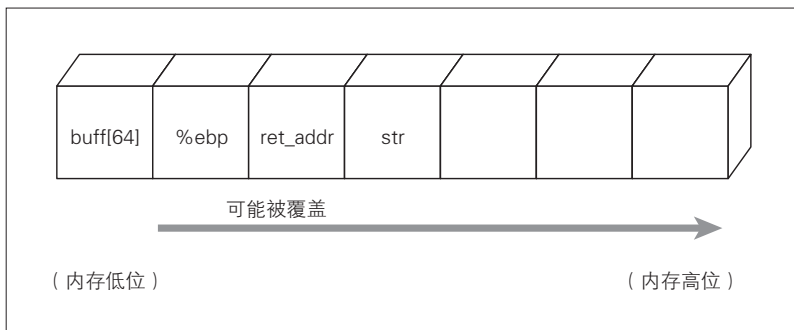 buff[64] %ebp ret_addr str
可能被覆盖
（内存低位） （内存高位）